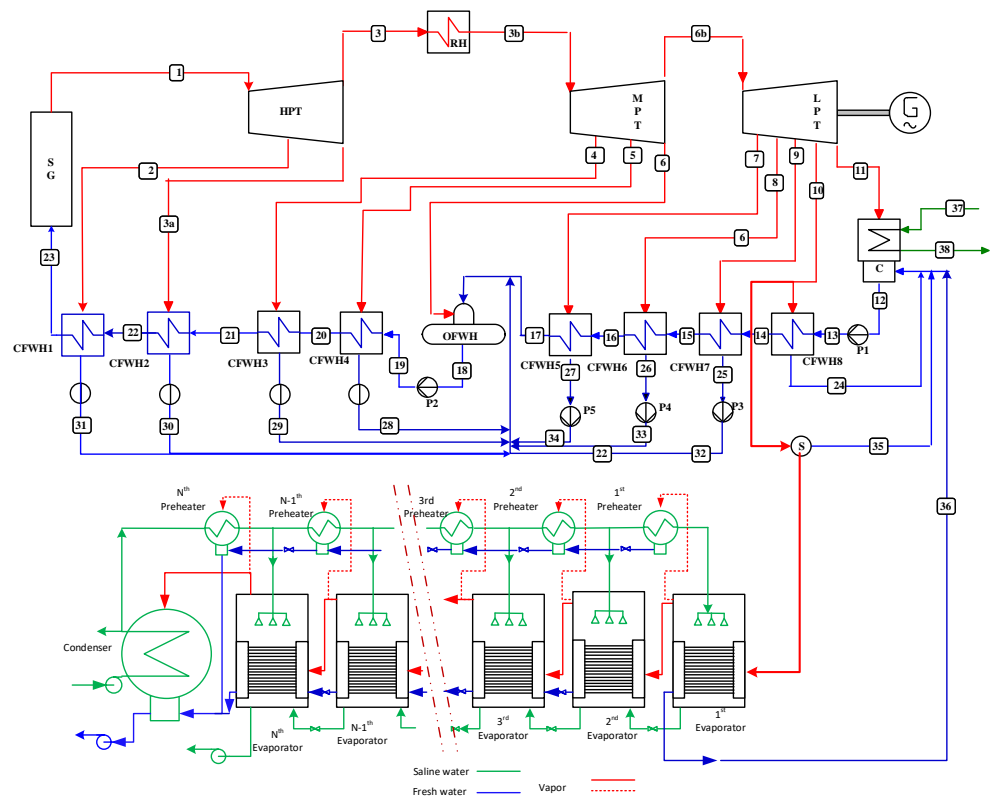 3
RH
3b
6b
1
HPT
M
P
T
L
P
T
G
~
S
G
2
3a
4
5
6
7
8
9
10
11
37
38
C
23
6
12
22
21
20
19
OFWH
17
16
15
14
13
P1
CFWH1
CFWH2
CFWH3
CFWH4
18
P2
CFWH5
27
CFWH6
26
CFWH7
25
CFWH8
24
P5
P4
P3
31
30
29
28
34
33
22
32
S
35
36
Nth
Preheater
N-1th
Preheater
3rd
Preheater
2nd
Preheater
1st
Preheater
Condenser
Nth
Evaporator
N-1th
Evaporator
3rd
Evaporator
2nd
Evaporator
1st
Evaporator
Saline water
Fresh water
Vapor